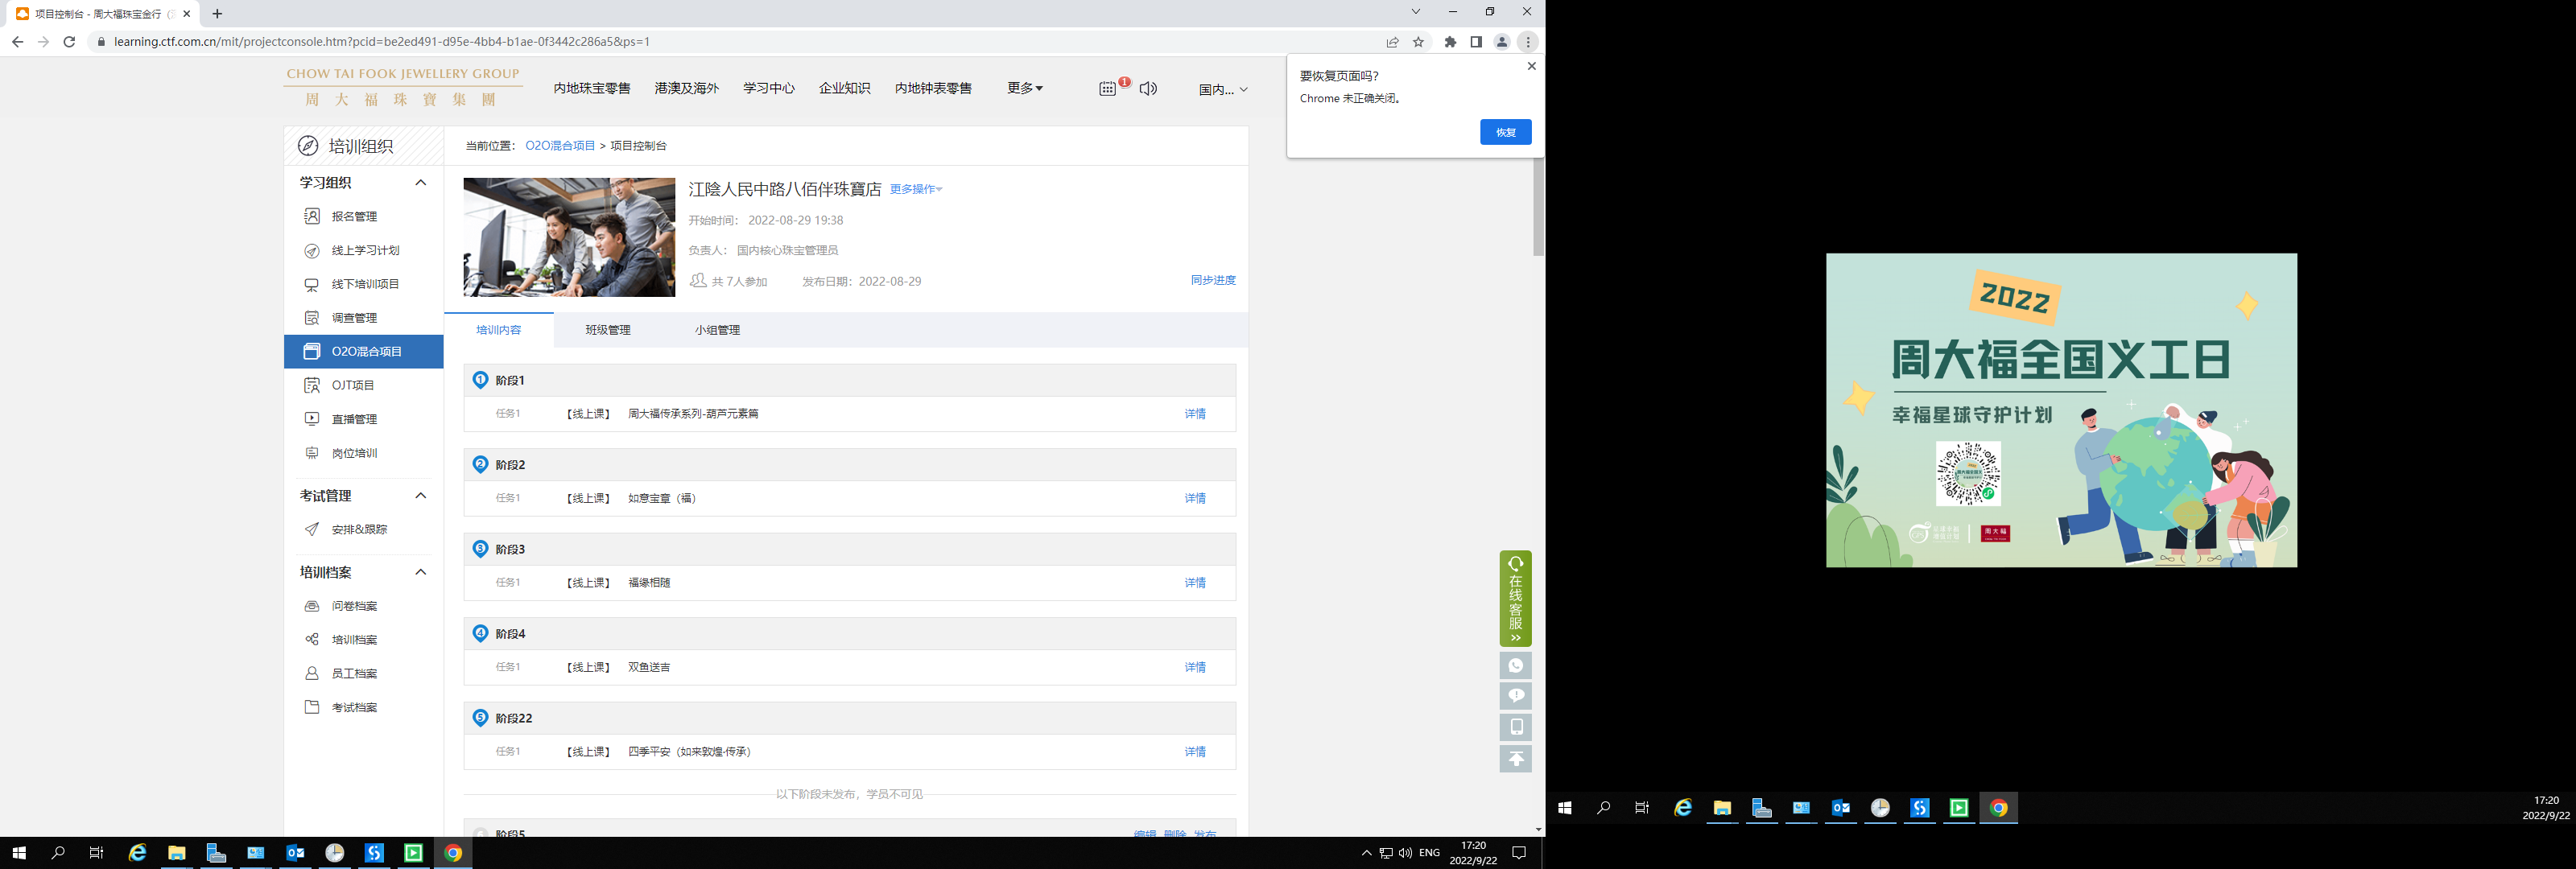 项目控制台 - 周大福珠宝金行
learning.ctf.com.cn/mit/projectconsole.htm?pcid=be2ed491-d95e-4bb4-b1ae-0f3442c286a5&ps=1
要恢复页面吗？
Chrome 未正确关闭。
恢复
CHOW TAI FOOK JEWELLERY GROUP
周大福珠寶集團
内地珠宝零售
港澳及海外
学习中心
企业知识
内地钟表零售
更多
1
国内...
培训组织
学习组织
报名管理
线上学习计划
线下培训项目
调查管理
O2O混合项目
OJT项目
直播管理
岗位培训
考试管理
安排&跟踪
培训档案
问卷档案
培训档案
员工档案
考试档案
当前位置： O2O混合项目 > 项目控制台
江陰人民中路八佰伴珠寶店 更多操作
开始时间： 2022-08-29 19:38
负责人： 国内核心珠宝管理员
共 7人参加 发布日期：2022-08-29
同步进度
培训内容 班级管理 小组管理
1 阶段1
任务1 【线上课】 周大福传承系列-葫芦元素篇 详情
2 阶段2
任务1 【线上课】 如意宝章（福） 详情
3 阶段3
任务1 【线上课】 福缘相随 详情
4 阶段4
任务1 【线上课】 双鱼送吉 详情
5 阶段22
任务1 【线上课】 四季平安（如来敦煌·传承） 详情
以下阶段未发布，学员不可见
阶段5 编辑 删除 发布
在线客服
ENG
17:20
2022/9/22
2022
周大福全国义工日
幸福星球守护计划
周大福
17:20
2022/9/22